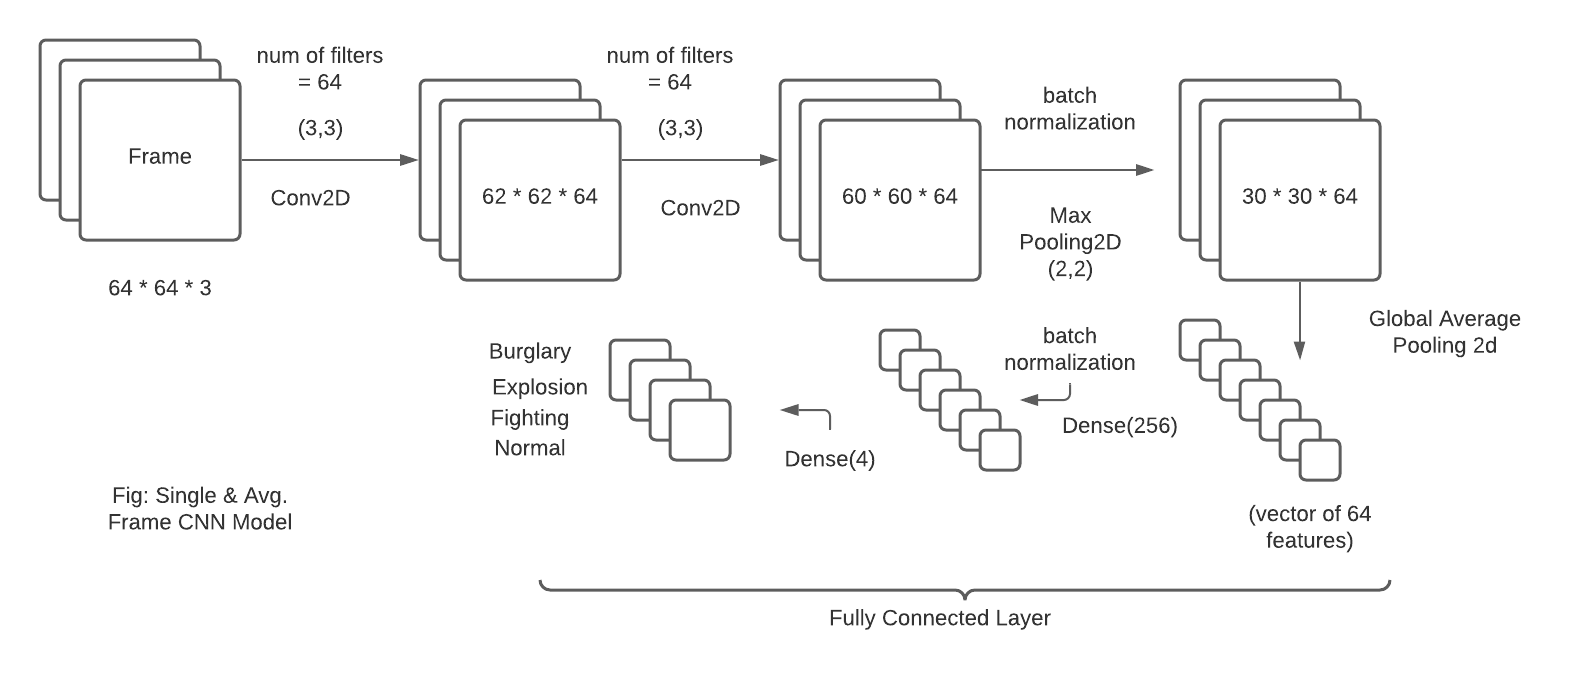 num of filters
= 64
(3,3)
Conv2D
Frame
64 * 64 * 3
num of filters
= 64
(3,3)
Conv2D
62 * 62 * 64
60 * 60 * 64
batch
normalization
Max
Pooling2D
(2,2)
30 * 30 * 64
Global Average
Pooling 2d
(vector of 64
features)
batch
normalization
Dense(256)
Dense(4)
Burglary
Explosion
Fighting
Normal
Fig: Single & Avg.
Frame CNN Model
Fully Connected Layer